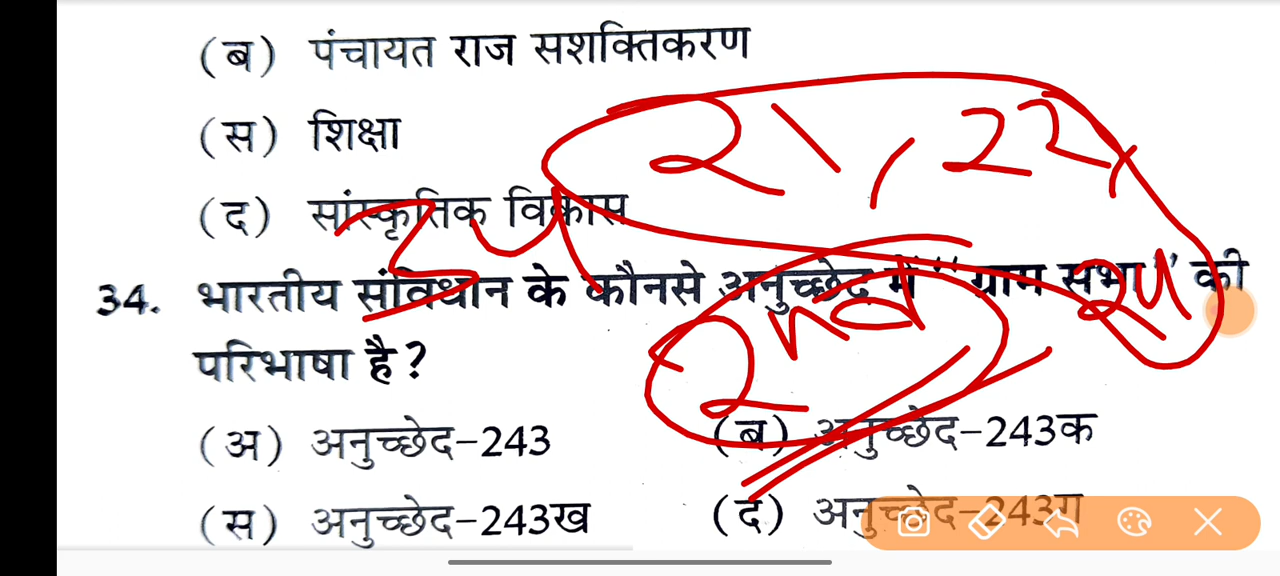 (ब) पंचायत राज सशक्तिकरण
(स) शिक्षा
(द) सांस्कृतिक विकास
21, 22,
34. भारतीय संविधान के कौनसे अनुच्छेद में "ग्राम सभा" की
परिभाषा है?
(अ) अनुच्छेद-243 (ब) अनुच्छेद-243क
(स) अनुच्छेद-243ख (द) अनुच्छेद-243ग